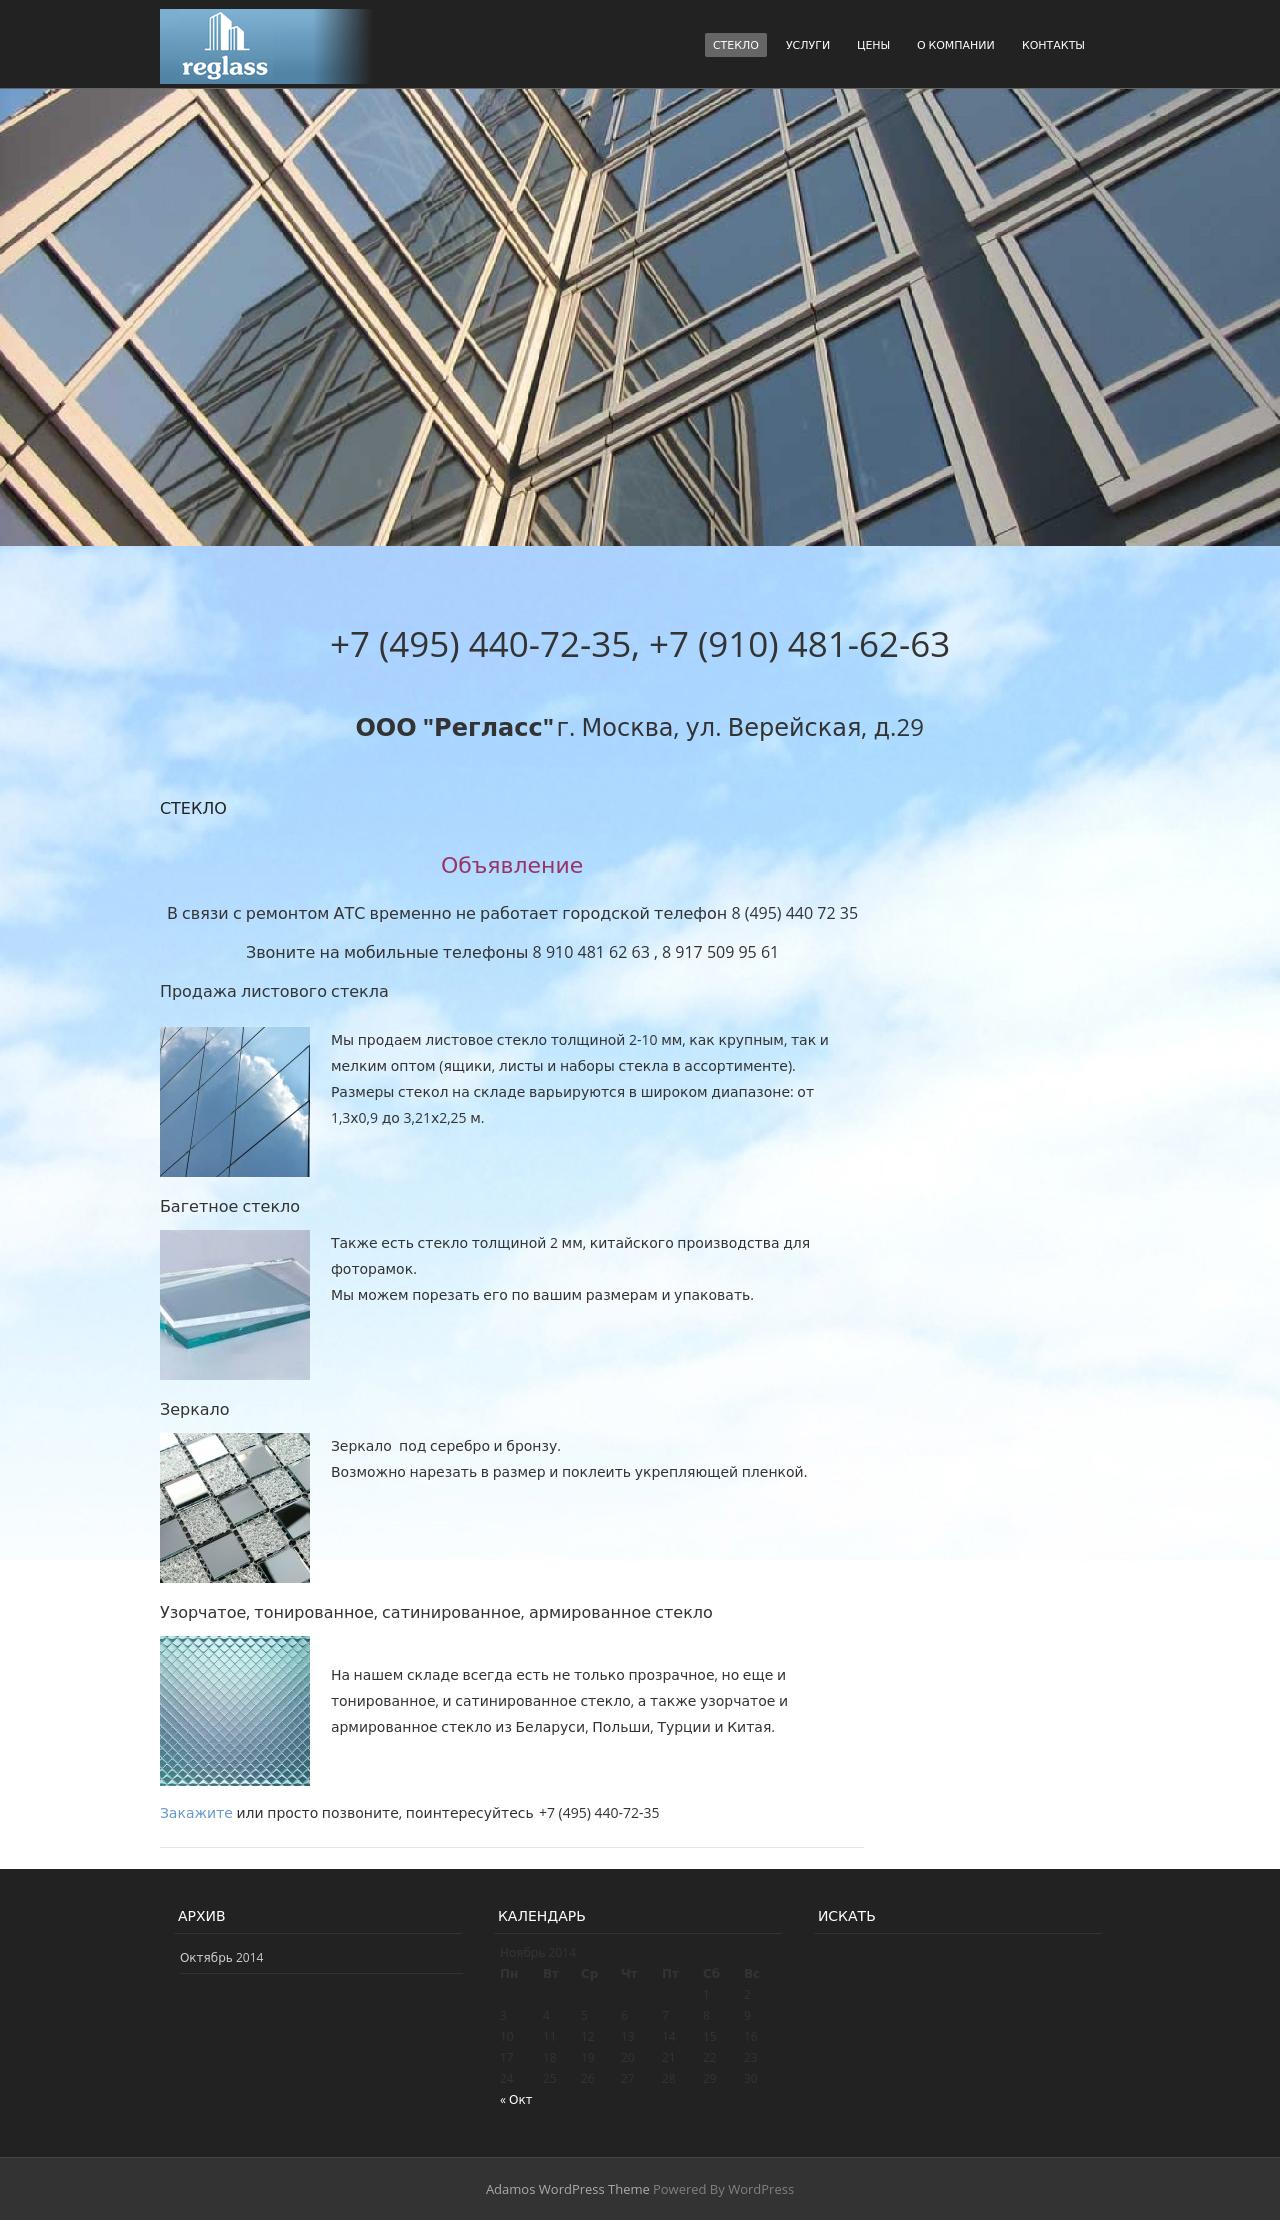 reglass
СТЕКЛО
УСЛУГИ
ЦЕНЫ
О КОМПАНИИ
КОНТАКТЫ
+7 (495) 440-72-35, +7 (910) 481-62-63
ООО "Регласс"г. Москва, ул. Верейская, д.29
СТЕКЛО
Объявление
В связи с ремонтом АТС временно не работает городской телефон 8 (495) 440 72 35
Звоните на мобильные телефоны 8 910 481 62 63 , 8 917 509 95 61
Продажа листового стекла
Мы продаем листовое стекло толщиной 2-10 мм, как крупным, так и
мелким оптом (ящики, листы и наборы стекла в ассортименте).
Размеры стекол на складе варьируются в широком диапазоне: от
1,3х0,9 до 3,21х2,25 м.
Багетное стекло
Также есть стекло толщиной 2 мм, китайского производства для
фоторамок.
Мы можем порезать его по вашим размерам и упаковать.
Зеркало
Зеркало под серебро и бронзу.
Возможно нарезать в размер и поклеить укрепляющей пленкой.
Узорчатое, тонированное, сатинированное, армированное стекло
На нашем складе всегда есть не только прозрачное, но еще и
тонированное, и сатинированное стекло, а также узорчатое и
армированное стекло из Беларуси, Польши, Турции и Китая.
Закажите или просто позвоните, поинтересуйтесь +7 (495) 440-72-35
АРХИВ
Октябрь 2014
КАЛЕНДАРЬ
Ноябрь 2014
Пн Вт Ср Чт Пт Сб Вс
1 2
3 4 5 6 7 8 9
10 11 12 13 14 15 16
17 18 19 20 21 22 23
24 25 26 27 28 29 30
« Окт
ИСКАТЬ
Adamos WordPress Theme Powered By WordPress